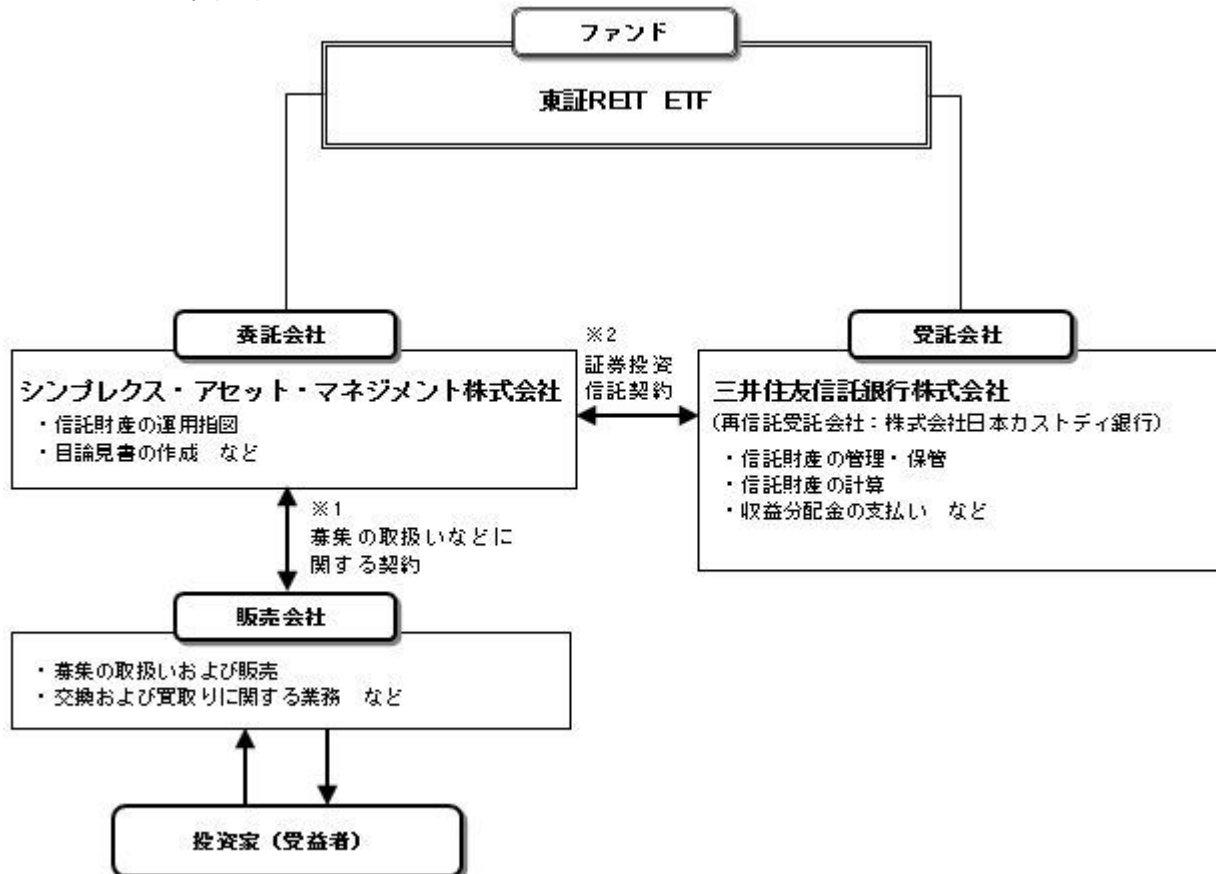 ファンド
東証REIT ETF
委託会社
シンプレクス・アセット・マネジメント株式会社
・信託財産の運用指図
・目論見書の作成 など
※2
証券投資
信託契約
受託会社
三井住友信託銀行株式会社
(再信託受託会社:株式会社日本カストディ銀行)
・信託財産の管理・保管
・信託財産の計算
・収益分配金の支払い など
※1
募集の取扱いなどに
関する契約
販売会社
・募集の取扱いおよび販売
・交換および買取りに関する業務 など
投資家(受益者)